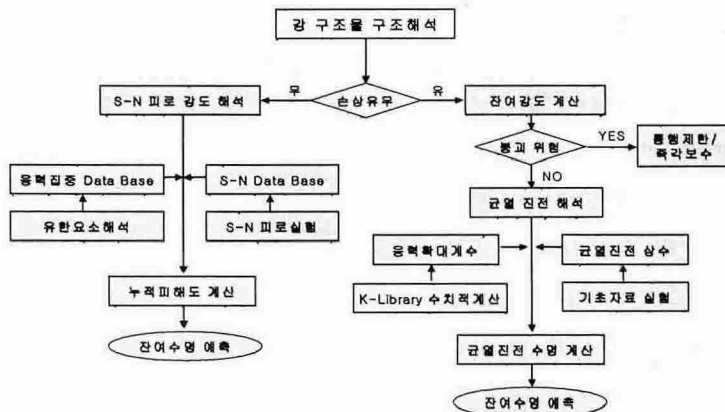 강 구조물 구조해석
무
유
S-N 피로 강도 해석
손상유무
잔여강도 계산
YES
통행제한/
즉각보수
붕괴 위험
NO
응력집중 Data Base
S-N Data Base
균열 진전 해석
유한요소해석
S-N 피로실험
응력확대계수
균열진전 상수
누적피해도 계산
K-Library 수치적계산
기초자료 실험
잔여수명 예측
균열진전 수명 계산
잔여수명 예측